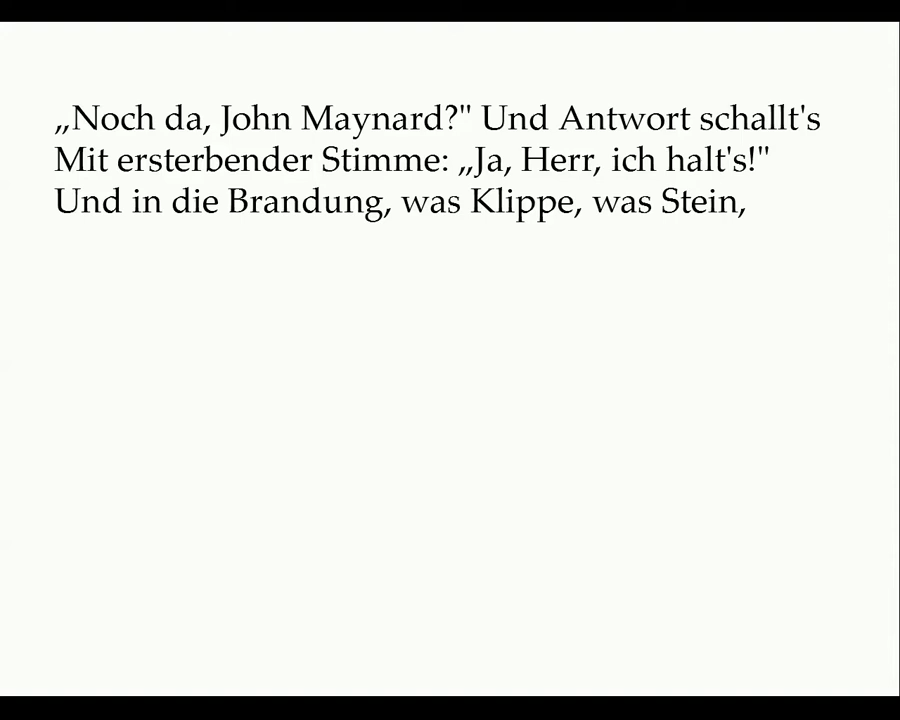 „Noch da, John Maynard?" Und Antwort schallt's
Mit ersterbender Stimme: „Ja, Herr, ich halt's!"
Und in die Brandung, was Klippe, was Stein,